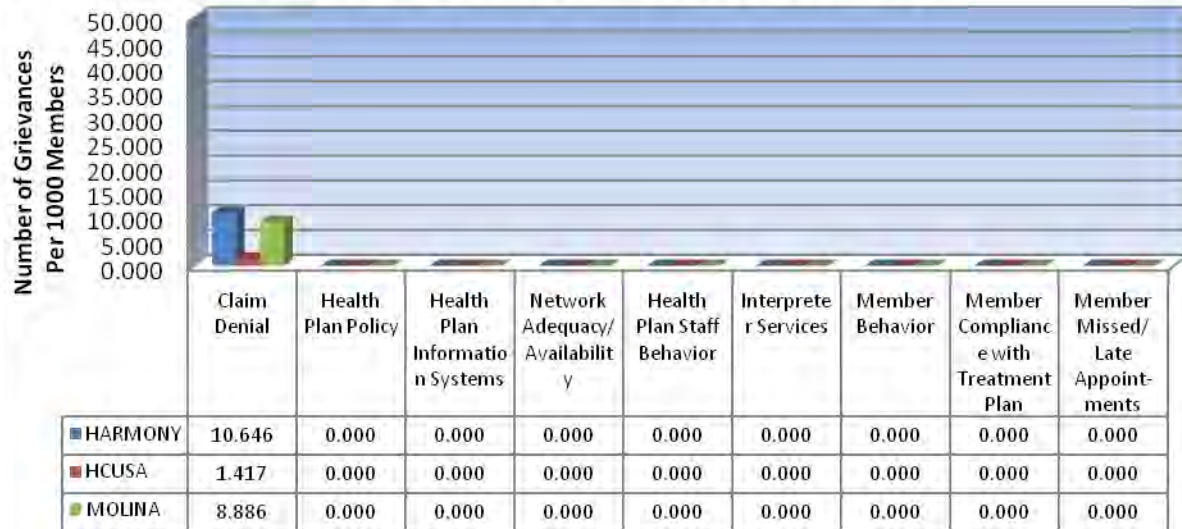 Number of Grievances
Per 1000 Members
50.000
45.000
40.000
35.000
30.000
25.000
20.000
15.000
10.000
5.000
0.000
Claim
Denial
Health
Plan Policy
Health
Plan
Informatio
n Systems
Network
Adequacy/
Availabilit
y
Health
Plan Staff
Behavior
Interprete
r Services
Member
Behavior
Member
Complianc
e with
Treatment
Plan
Member
Missed/
Late
Appoint-
ments
HARMONY 10.646 0.000 0.000 0.000 0.000 0.000 0.000 0.000 0.000
HCUSA 1.417 0.000 0.000 0.000 0.000 0.000 0.000 0.000 0.000
MOLINA 8.886 0.000 0.000 0.000 0.000 0.000 0.000 0.000 0.000